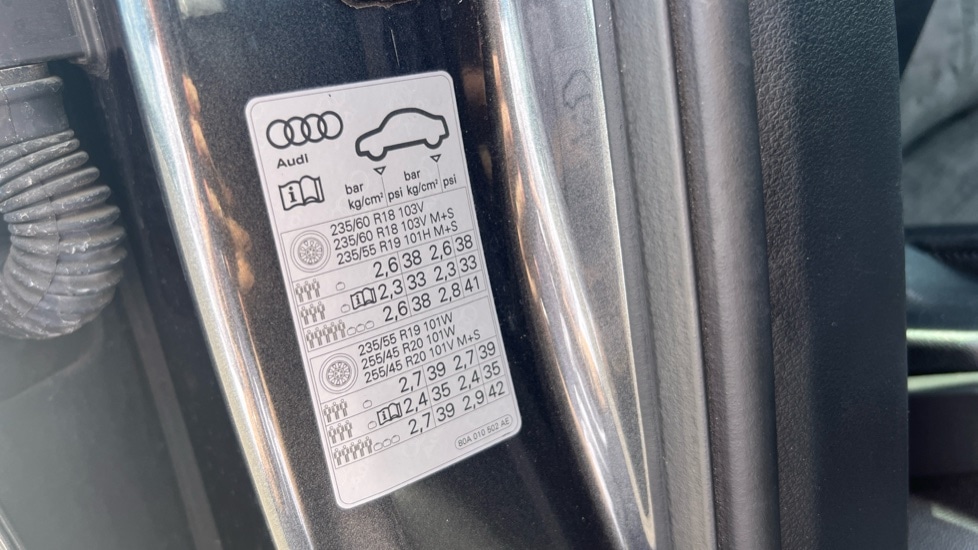 Audi
bar bar
kg/cm² psi kg/cm² psi
235/60 R18 103V
235/60 R18 103V M+S
235/55 R19 101H M+S
2,6 38 2,6 38
2,3 33 2,3 33
2,6 38 2,8 41
235/55 R19 101W
255/45 R20 101W
255/45 R20 101V M+S
2,7 39 2,7 39
2,4 35 2,4 35
2,7 39 2,9 42
80A 010 502 AE